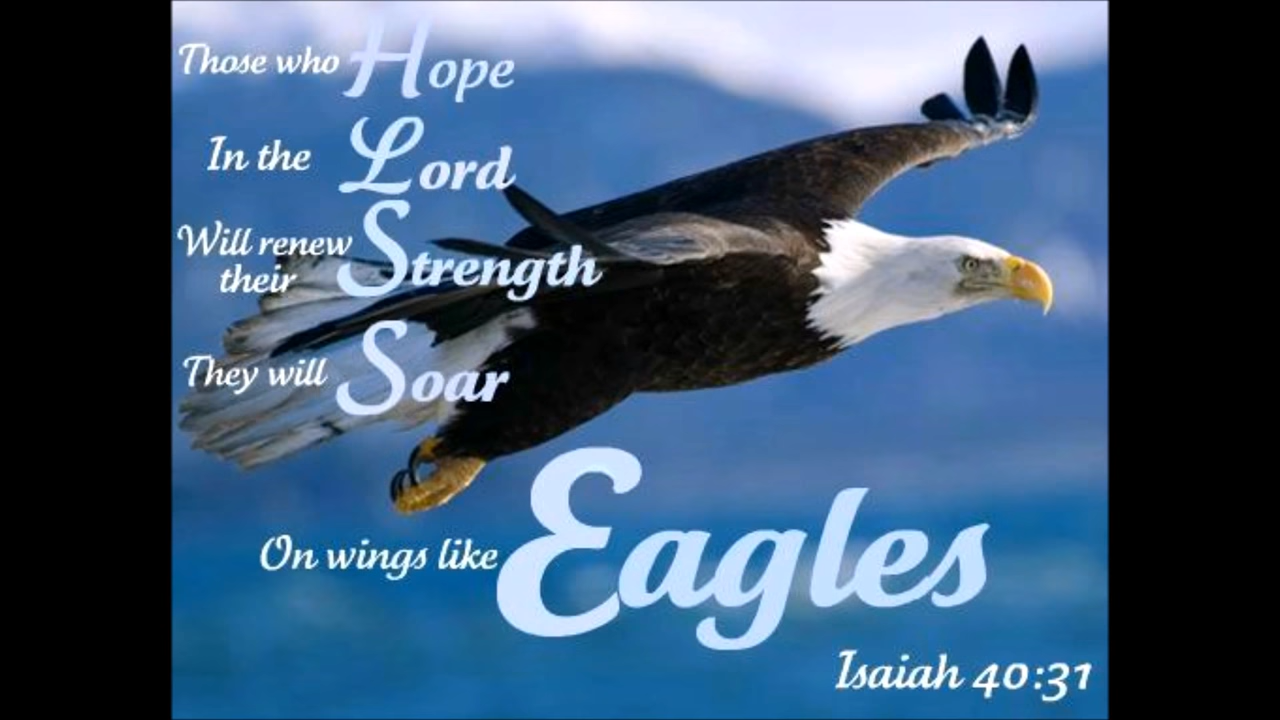 Those who Hope
In the Lord
Will renew
their Strength
They will Soar
On wings like Eagles
Isaiah 40:31